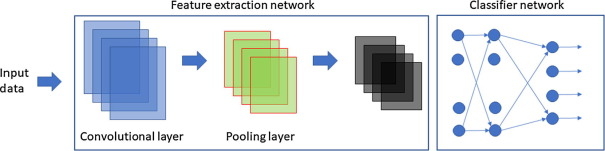 Feature extraction network
Classifier network
Input
data
Convolutional layer
Pooling layer